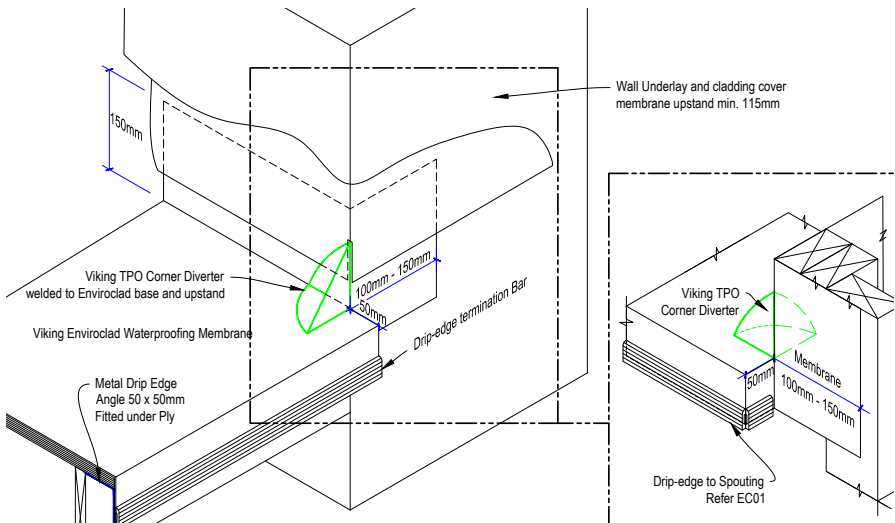 Wall Underlay and cladding cover
membrane upstand min. 115mm
150mm
Viking TPO Corner Diverter
welded to Enviroclad base and upstand
100mm - 150mm
50mm
Viking Enviroclad Waterproofing Membrane
Drip-edge termination Bar
Metal Drip Edge
Angle 50 x 50mm
Fitted under Ply
Viking TPO
Corner Diverter
Membrane
50mm
100mm - 150mm
Drip-edge to Spouting
Refer EC01